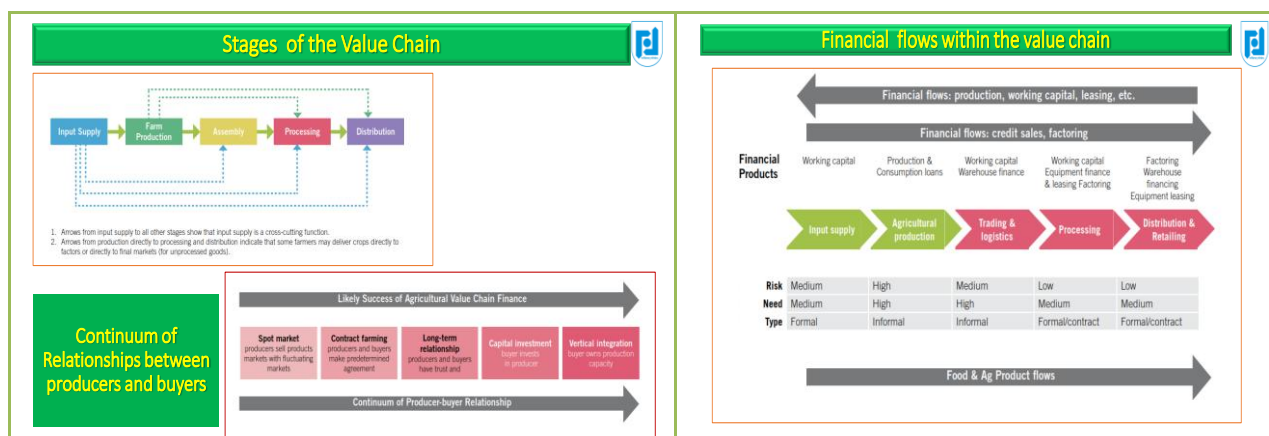 Stages of the Value Chain
Input Supply
Farm
Production
Assembly
Processing
Distribution
1. Arrows from input supply to all other stages show that input supply is a cross-cutting function.
2. Arrows from production directly to processing and distribution indicate that some farmers may deliver crops directly to
factors or directly to final markets (for unprocessed goods).
Continuum of
Relationships between
producers and buyers
Likely Success of Agricultural Value Chain Finance
Spot market
producers sell products
markets with fluctuating
markets
Contract farming
producers and buyers
make predetermined
agreement
Long-term
relationship
producers and buyers
have trust and
Capital investment
buyer invests
in producer
Vertical integration
buyer owns production
capacity
Continuum of Producer-buyer Relationship
Financial flows within the value chain
Financial flows: production, working capital, leasing, etc.
Financial flows: credit sales, factoring
Financial
Products
Working capital
Production &
Consumption loans
Working capital
Warehouse finance
Working capital
Equipment finance
& leasing Factoring
Factoring
Warehouse
financing
Equipment leasing
Input supply
Agricultural
production
Trading &
logistics
Processing
Distribution &
Retailing
Risk Medium High Medium Low Low
Need Medium High High Medium Medium
Type Formal Informal Informal Formal/contract Formal/contract
Food & Ag Product flows